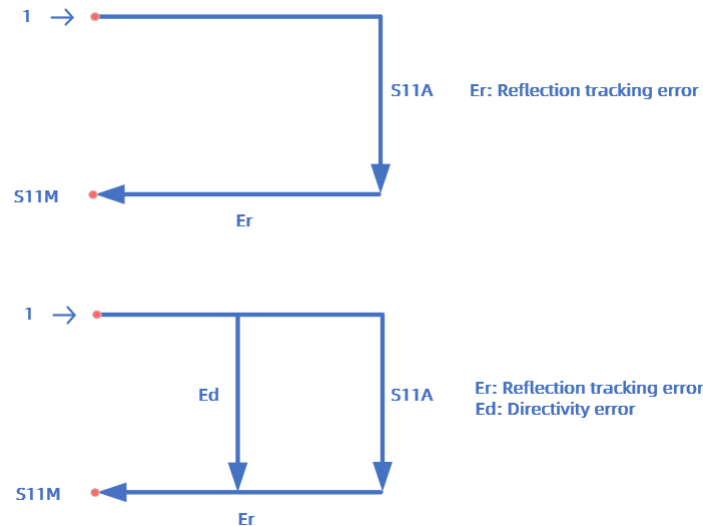 1
S11A
Er: Reflection tracking error
S11M
Er
1
Ed
S11A
Er: Reflection tracking error
Ed: Directivity error
S11M
Er